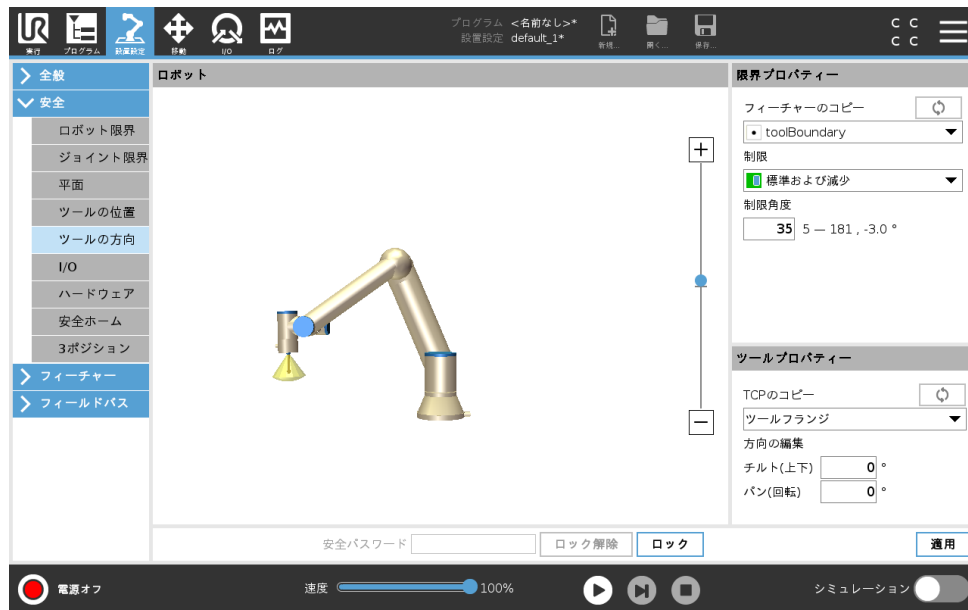 UR
プログラム <名前なし>*
設置設定 default_1*
実行 プログラム 設置設定 移動 I/O ログ
新規... 開く... 保存...
C C
C C
全般
安全
ロボット限界
ジョイント限界
平面
ツールの位置
ツールの方向
I/O
ハードウェア
安全ホーム
3ポジション
フィーチャー
フィールドバス
ロボット
限界プロパティー
フィーチャーのコピー
toolBoundary
制限
標準および減少
制限角度
35 5 — 181 , -3.0 °
ツールプロパティー
TCPのコピー
ツールフランジ
方向の編集
チルト(上下) 0 °
パン(回転) 0 °
安全パスワード ロック解除 ロック 適用
電源オフ 速度 100% シミュレーション